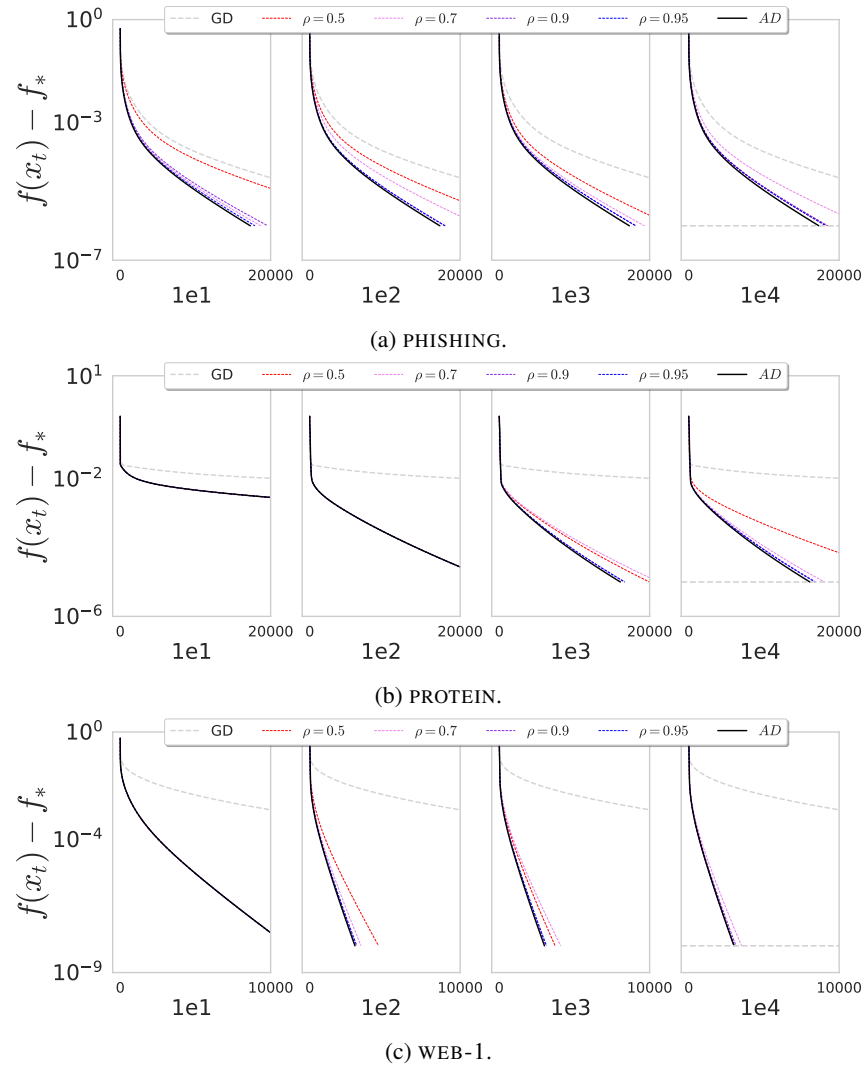 10^0
GD ρ = 0.5 ρ = 0.7 ρ = 0.9 ρ = 0.95 AD
f(x_t) − f_*
10^-3
10^-7
0 20000 0 20000 0 20000 0 20000
1e1 1e2 1e3 1e4
(a) PHISHING.
10^1
GD ρ = 0.5 ρ = 0.7 ρ = 0.9 ρ = 0.95 AD
f(x_t) − f_*
10^-2
10^-6
0 20000 0 20000 0 20000 0 20000
1e1 1e2 1e3 1e4
(b) PROTEIN.
10^0
GD ρ = 0.5 ρ = 0.7 ρ = 0.9 ρ = 0.95 AD
f(x_t) − f_*
10^-4
10^-9
0 10000 0 10000 0 10000 0 10000
1e1 1e2 1e3 1e4
(c) WEB-1.